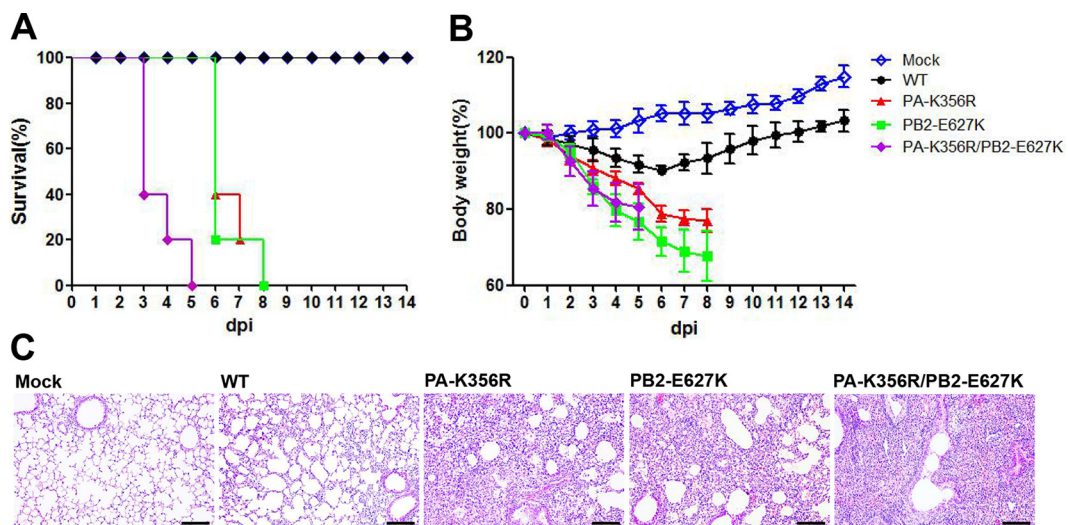 A
B
Survival(%)
100
80
60
40
20
0
0 1 2 3 4 5 6 7 8 9 10 11 12 13 14
dpi
Body weight(%)
120
100
80
60
0 1 2 3 4 5 6 7 8 9 10 11 12 13 14
dpi
Mock
WT
PA-K356R
PB2-E627K
PA-K356R/PB2-E627K
C
Mock WT PA-K356R PB2-E627K PA-K356R/PB2-E627K